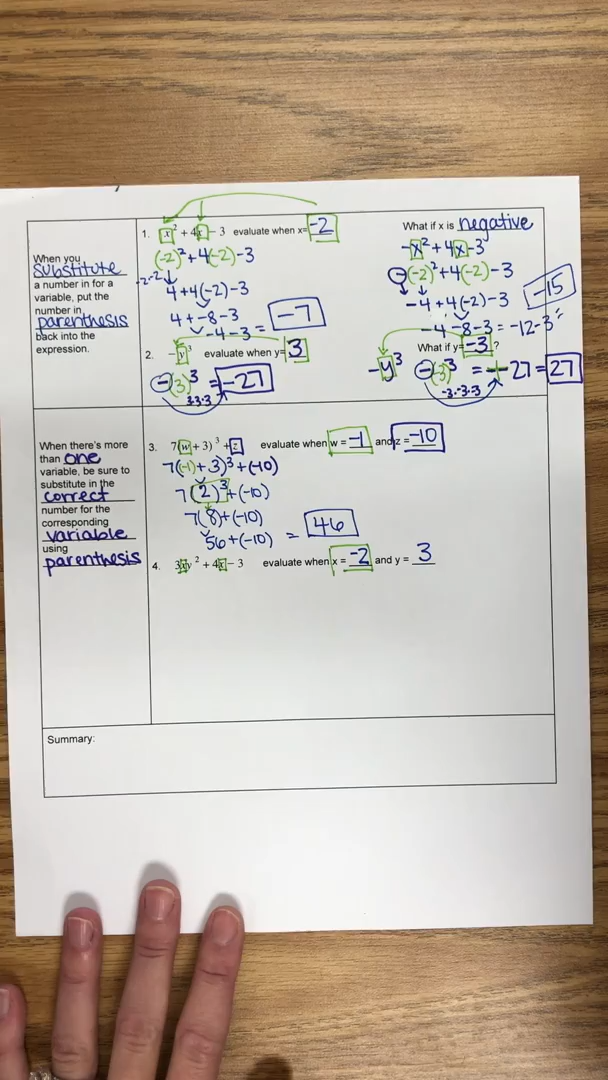 When you
substitute
a number in for a
variable, put the
number in
parenthesis
back into the
expression.
1. x² + 4x − 3 evaluate when x= -2
(-2)² + 4(-2) - 3
-2·-2
4 + 4(-2) - 3
4 + -8 - 3
-4 - 3 = -7
What if x is negative
-x² + 4x - 3
-(-2)² + 4(-2) - 3
-4 + 4(-2) - 3
-4 - 8 - 3 = -12 - 3 =
-15
2. -y³ evaluate when y= 3
-(3)³ = -27
3·3·3
What if y= -3 ?
-y³ -(-3)³ = +27 = 27
-3·-3·-3
When there's more
than one
variable, be sure to
substitute in the
correct
number for the
corresponding
variable
using
parenthesis
3. 7(w + 3)³ + z evaluate when w = -1 and z = -10
7(-1) + 3)³ + (-10)
7(2)³ + (-10)
7(8) + (-10)
56 + (-10) = 46
4. 3xy² + 4x − 3 evaluate when x = -2 and y = 3
Summary: